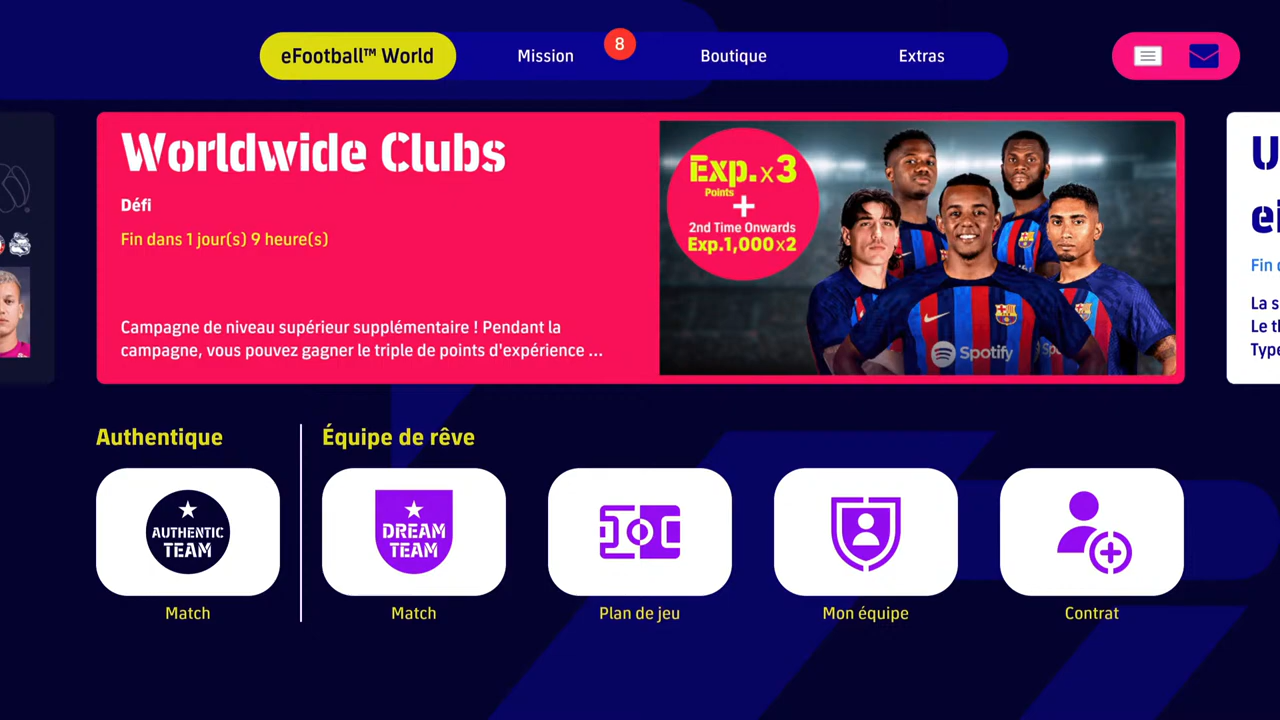 eFootball™ World
Mission
8
Boutique
Extras
Worldwide Clubs
Défi
Fin dans 1 jour(s) 9 heure(s)
Campagne de niveau supérieur supplémentaire ! Pendant la
campagne, vous pouvez gagner le triple de points d'expérience ...
Exp.x3
Points
+
2nd Time Onwards
Exp.1,000x2
Spotify
Fin
La s
Type
Authentique
Équipe de rêve
AUTHENTIC
TEAM
DREAM
TEAM
Match
Match
Plan de jeu
Mon équipe
Contrat